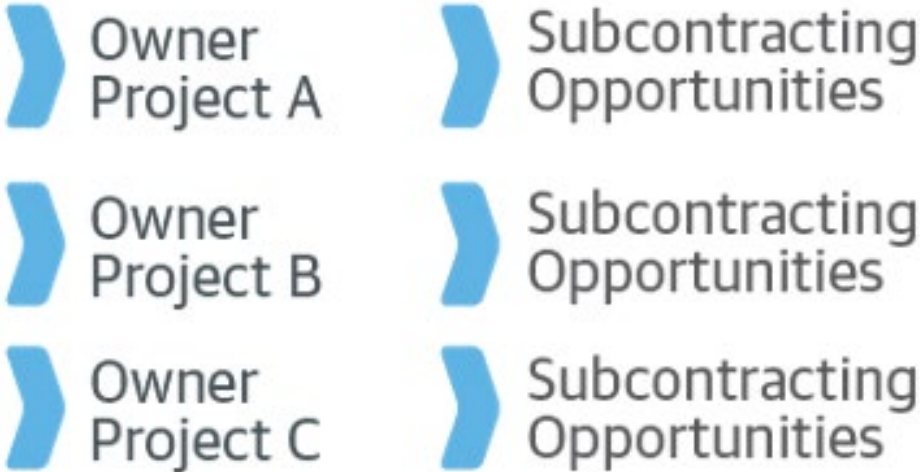 Owner
Project A
Subcontracting
Opportunities
Owner
Project B
Subcontracting
Opportunities
Owner
Project C
Subcontracting
Opportunities